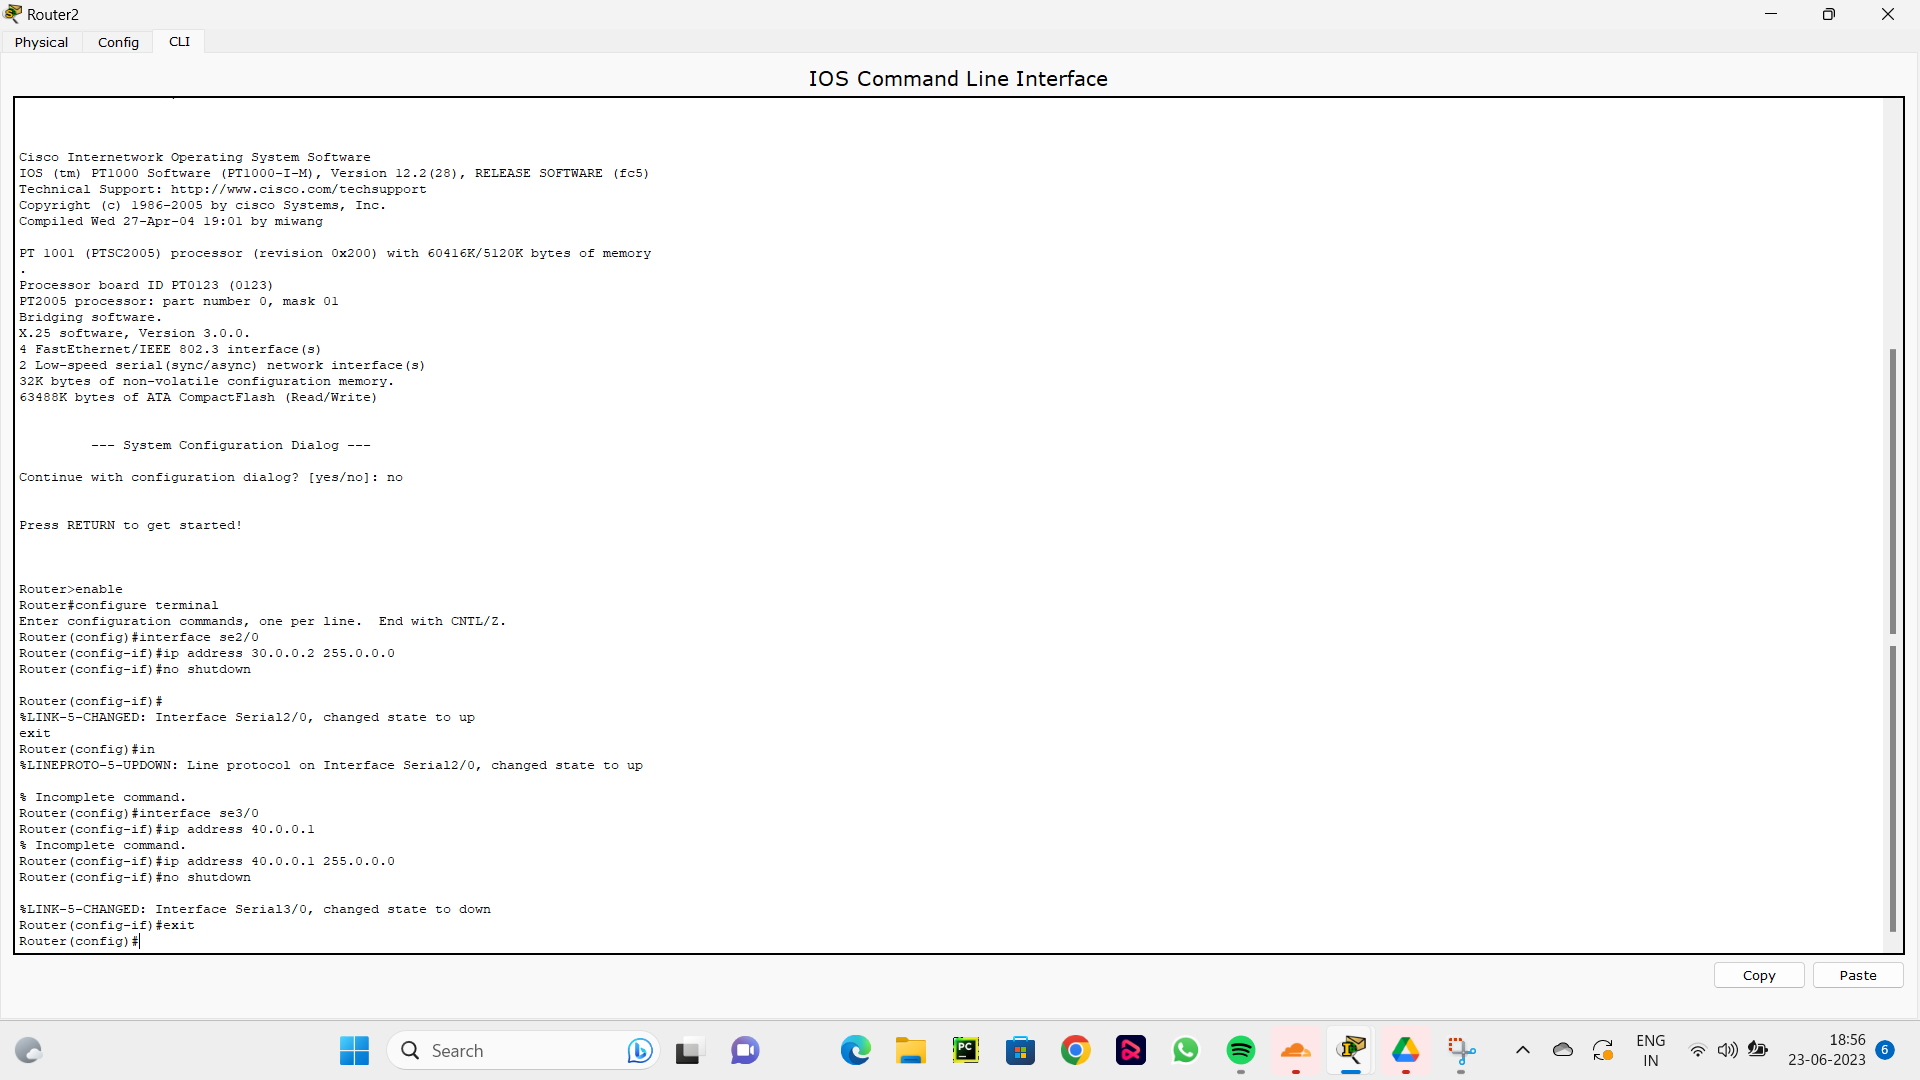 Router2
Physical Config CLI
IOS Command Line Interface
Cisco Internetwork Operating System Software
IOS (tm) PT1000 Software (PT1000-I-M), Version 12.2(28), RELEASE SOFTWARE (fc5)
Technical Support: http://www.cisco.com/techsupport
Copyright (c) 1986-2005 by cisco Systems, Inc.
Compiled Wed 27-Apr-04 19:01 by miwang
PT 1001 (PTSC2005) processor (revision 0x200) with 60416K/5120K bytes of memory
.
Processor board ID PT0123 (0123)
PT2005 processor: part number 0, mask 01
Bridging software.
X.25 software, Version 3.0.0.
4 FastEthernet/IEEE 802.3 interface(s)
2 Low-speed serial(sync/async) network interface(s)
32K bytes of non-volatile configuration memory.
63488K bytes of ATA CompactFlash (Read/Write)
--- System Configuration Dialog ---
Continue with configuration dialog? [yes/no]: no
Press RETURN to get started!
Router>enable
Router#configure terminal
Enter configuration commands, one per line.  End with CNTL/Z.
Router(config)#interface se2/0
Router(config-if)#ip address 30.0.0.2 255.0.0.0
Router(config-if)#no shutdown
Router(config-if)#
%LINK-5-CHANGED: Interface Serial2/0, changed state to up
exit
Router(config)#in
%LINEPROTO-5-UPDOWN: Line protocol on Interface Serial2/0, changed state to up
% Incomplete command.
Router(config)#interface se3/0
Router(config-if)#ip address 40.0.0.1
% Incomplete command.
Router(config-if)#ip address 40.0.0.1 255.0.0.0
Router(config-if)#no shutdown
%LINK-5-CHANGED: Interface Serial3/0, changed state to down
Router(config-if)#exit
Router(config)#
Copy Paste
Search
PC
ENG
IN
18:56
23-06-2023
6